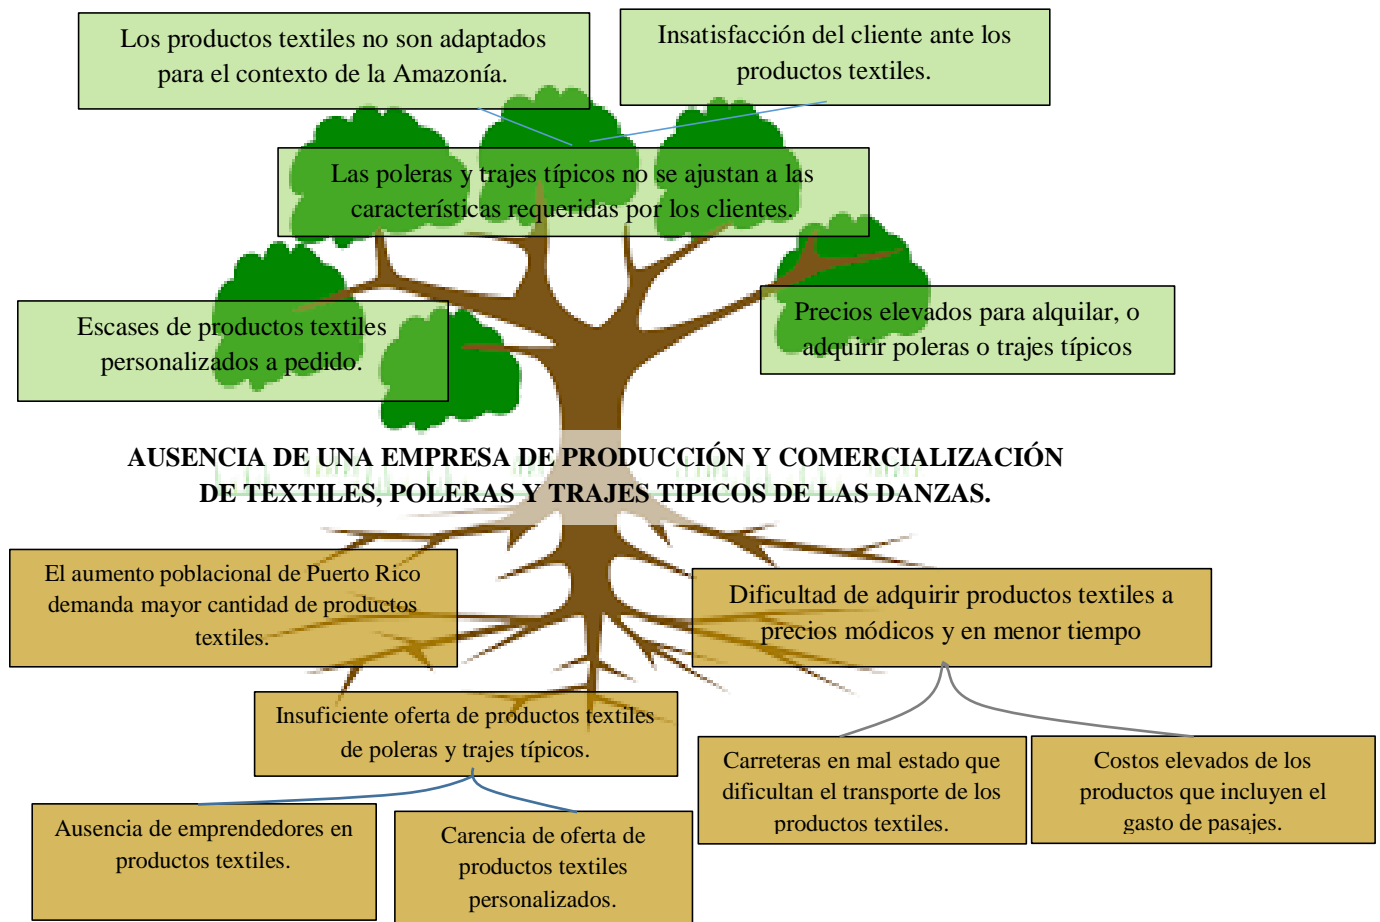 Los productos textiles no son adaptados
para el contexto de la Amazonía.
Insatisfacción del cliente ante los
productos textiles.
Las poleras y trajes típicos no se ajustan a las
características requeridas por los clientes.
Escases de productos textiles
personalizados a pedido.
Precios elevados para alquilar, o
adquirir poleras o trajes típicos
AUSENCIA DE UNA EMPRESA DE PRODUCCIÓN Y COMERCIALIZACIÓN
DE TEXTILES, POLERAS Y TRAJES TIPICOS DE LAS DANZAS.
El aumento poblacional de Puerto Rico
demanda mayor cantidad de productos
textiles.
Dificultad de adquirir productos textiles a
precios módicos y en menor tiempo
Insuficiente oferta de productos textiles
de poleras y trajes típicos.
Carreteras en mal estado que
dificultan el transporte de los
productos textiles.
Costos elevados de los
productos que incluyen el
gasto de pasajes.
Ausencia de emprendedores en
productos textiles.
Carencia de oferta de
productos textiles
personalizados.